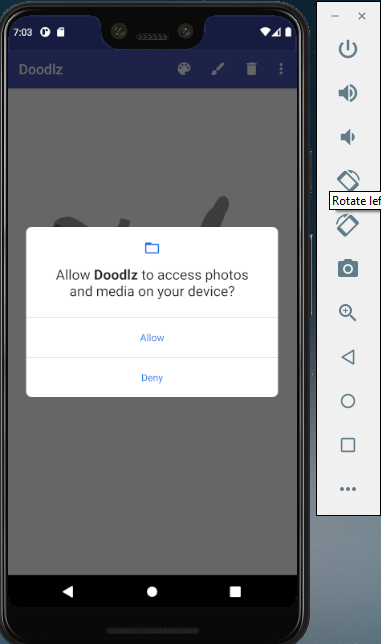 7:03
Doodlz
Allow Doodlz to access photos
and media on your device?
Allow
Deny
Rotate lef